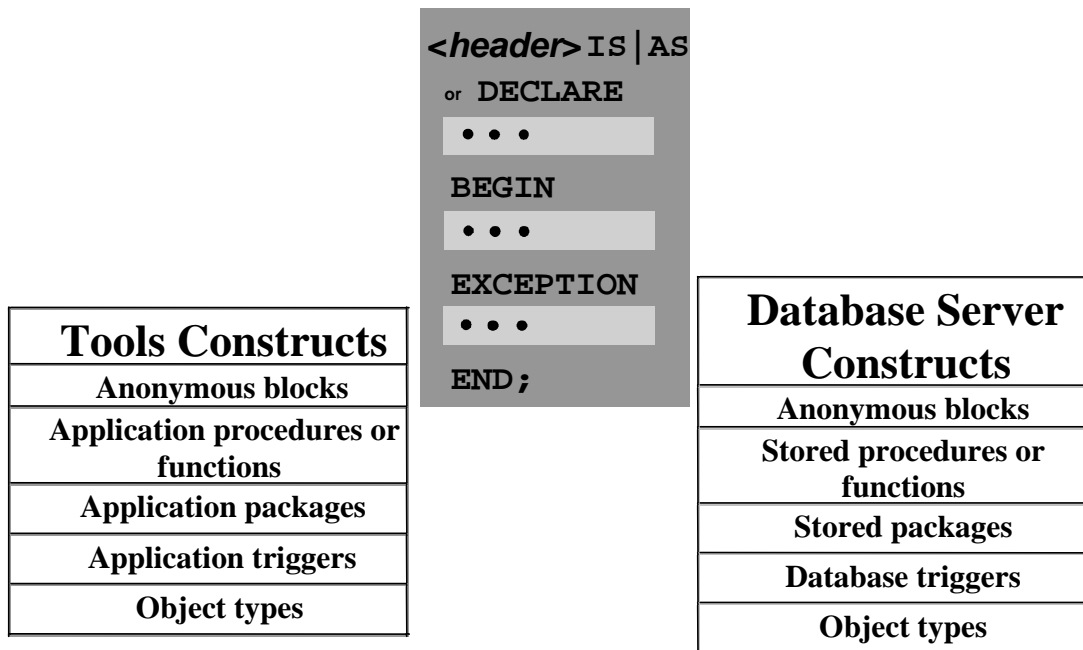 <header> IS|AS
or DECLARE
• • •
BEGIN
• • •
EXCEPTION
• • •
END;
Tools Constructs
Anonymous blocks
Application procedures or
functions
Application packages
Application triggers
Object types
Database Server
Constructs
Anonymous blocks
Stored procedures or
functions
Stored packages
Database triggers
Object types